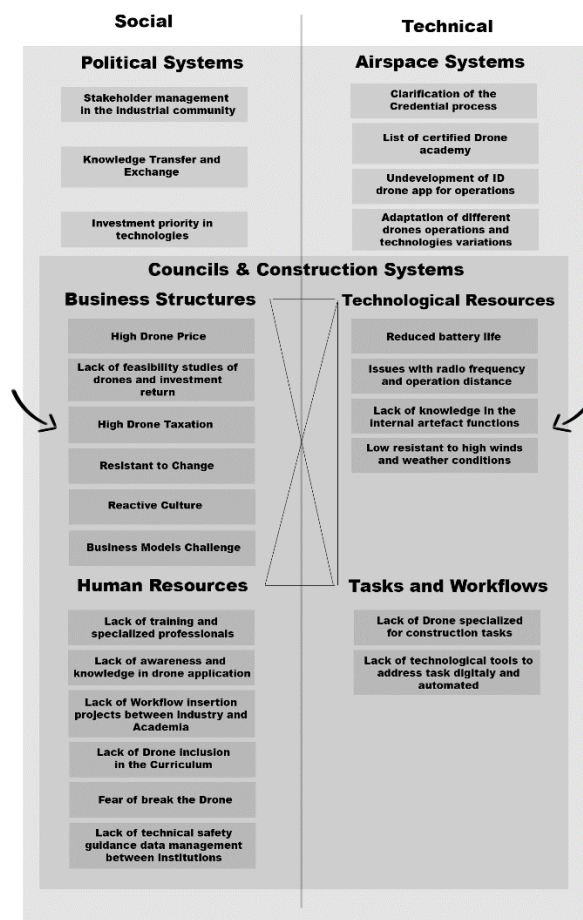 Social
Technical
Political Systems
Stakeholder management
in the industrial community
Knowledge Transfer and
Exchange
Investment priority in
technologies
Airspace Systems
Clarification of the
Credential process
List of certified Drone
academy
Undevelopment of ID
drone app for operations
Adaptation of different
drones operations and
technologies variations
Councils & Construction Systems
Business Structures
High Drone Price
Lack of feasibility studies of
drones and investment
return
High Drone Taxation
Resistant to Change
Reactive Culture
Business Models Challenge
Technological Resources
Reduced battery life
Issues with radio frequency
and operation distance
Lack of knowledge in the
internal artefact functions
Low resistant to high winds
and weather conditions
Human Resources
Lack of training and
specialized professionals
Lack of awareness and
knowledge in drone application
Lack of Workflow insertion
projects between Industry and
Academia
Lack of Drone inclusion
in the Curriculum
Fear of break the Drone
Lack of technical safety
guidance data management
between institutions
Tasks and Workflows
Lack of Drone specialized
for construction tasks
Lack of technological tools to
address task digitaly and
automated